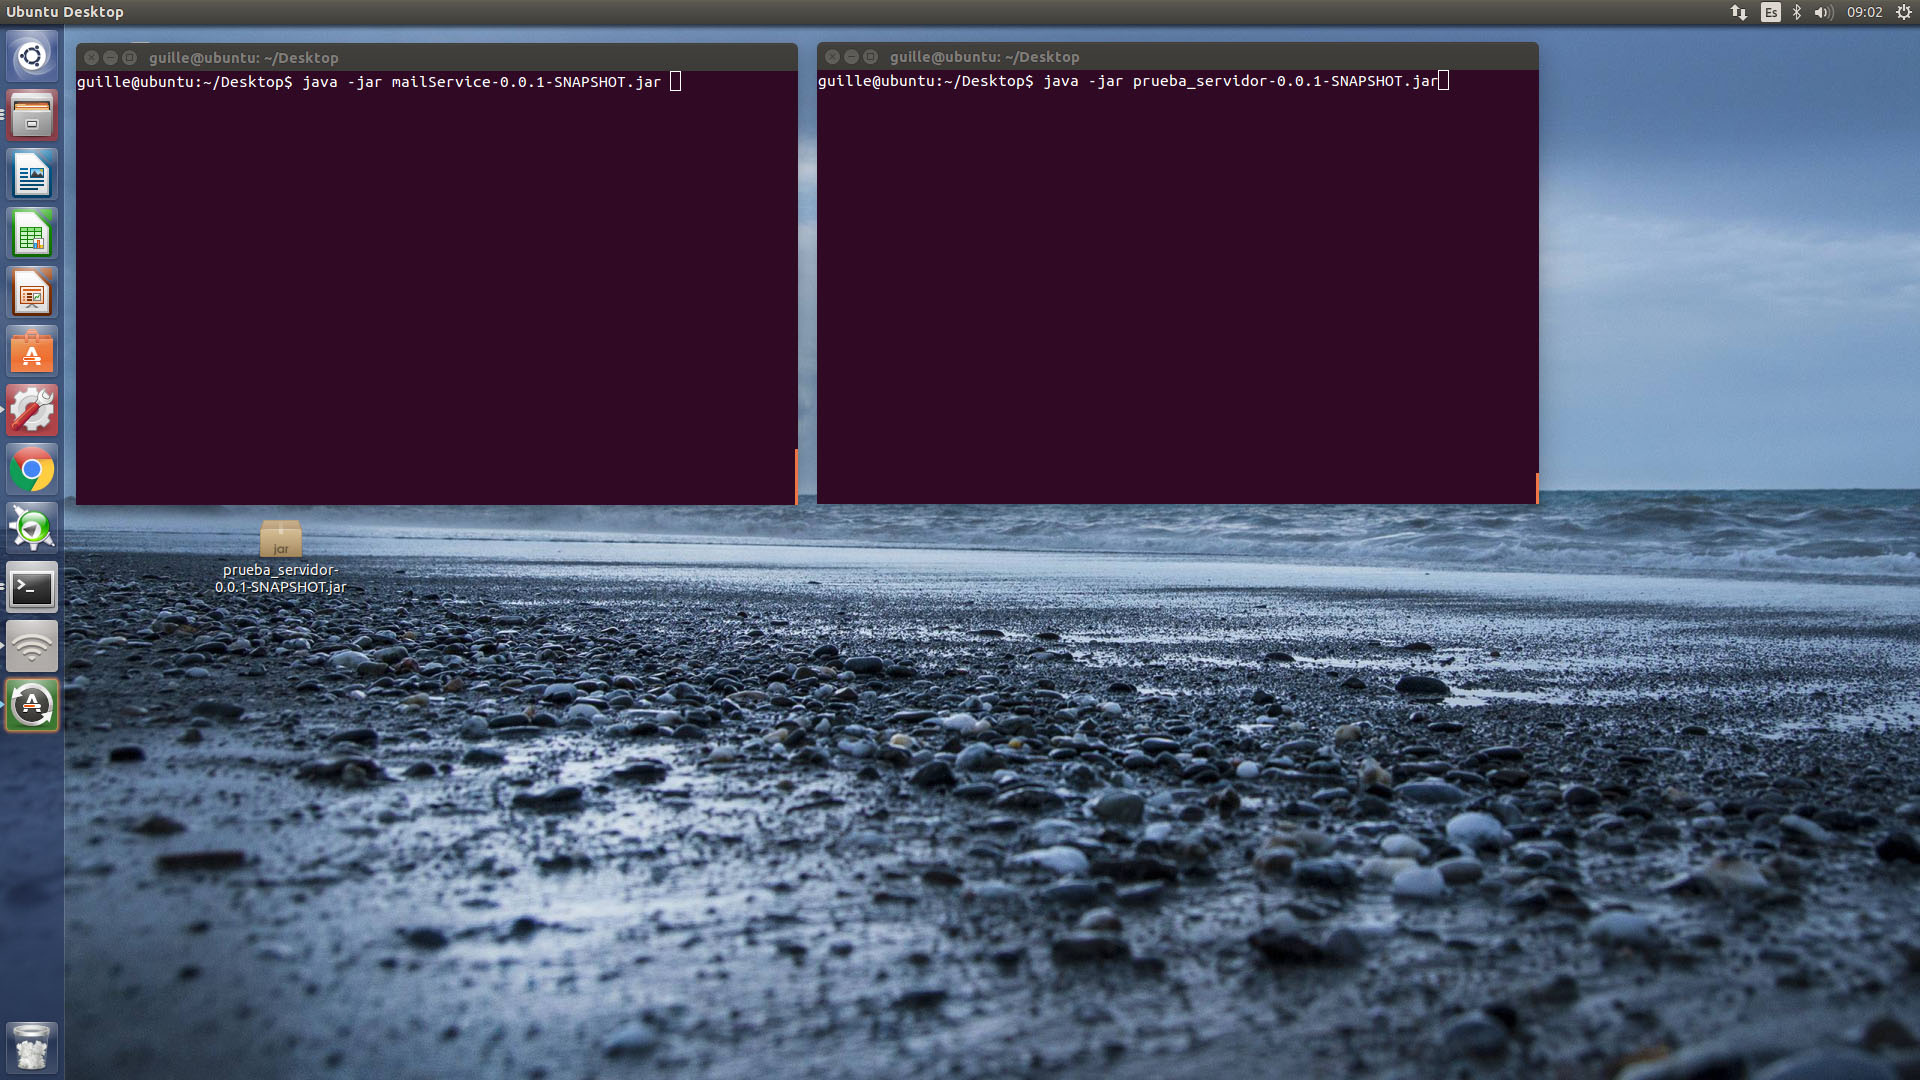 Ubuntu Desktop
Es
09:02
guille@ubuntu: ~/Desktop
guille@ubuntu:~/Desktop$ java -jar mailService-0.0.1-SNAPSHOT.jar
guille@ubuntu: ~/Desktop
guille@ubuntu:~/Desktop$ java -jar prueba_servidor-0.0.1-SNAPSHOT.jar
jar
prueba_servidor-
0.0.1-SNAPSHOT.jar